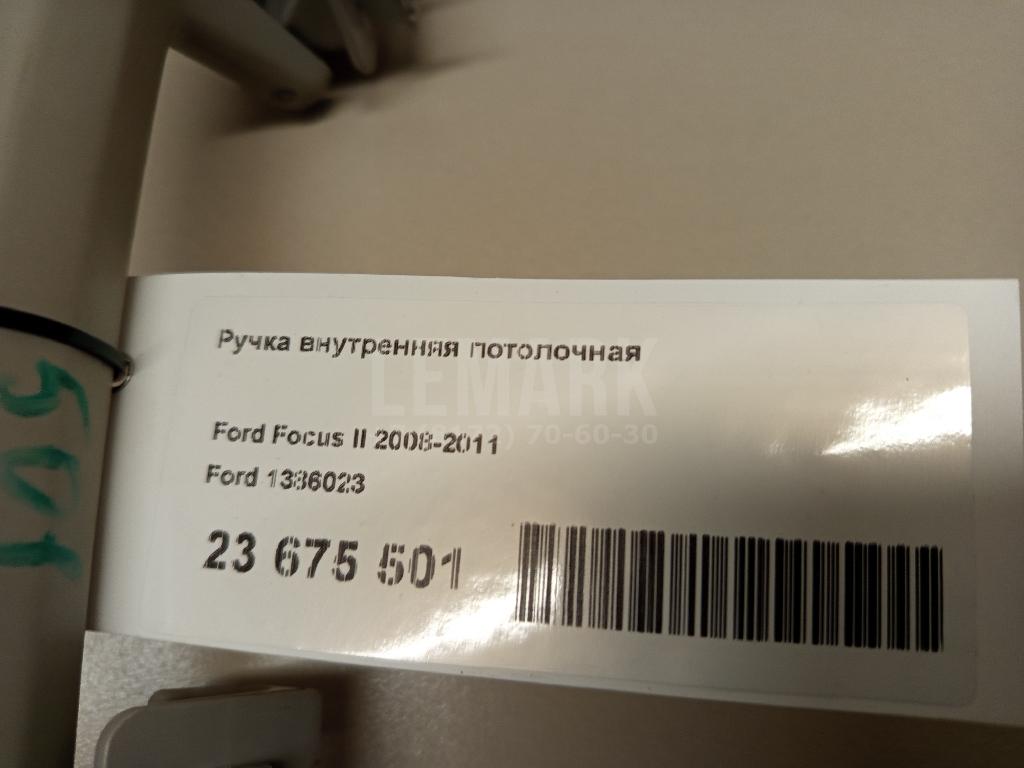 Ручка внутренняя потолочная
LEMARK
70-60-30
Ford Focus II 2008-2011
Ford 1386023
23 675 501
501